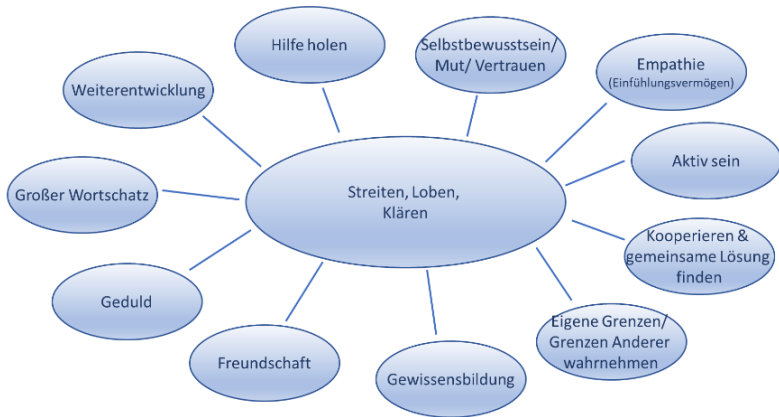 Hilfe holen
Selbstbewusstsein/
Mut/ Vertrauen
Empathie
(Einfühlungsvermögen)
Weiterentwicklung
Aktiv sein
Großer Wortschatz
Streiten, Loben,
Klären
Kooperieren &
gemeinsame Lösung
finden
Geduld
Eigene Grenzen/
Grenzen Anderer
wahrnehmen
Freundschaft
Gewissensbildung